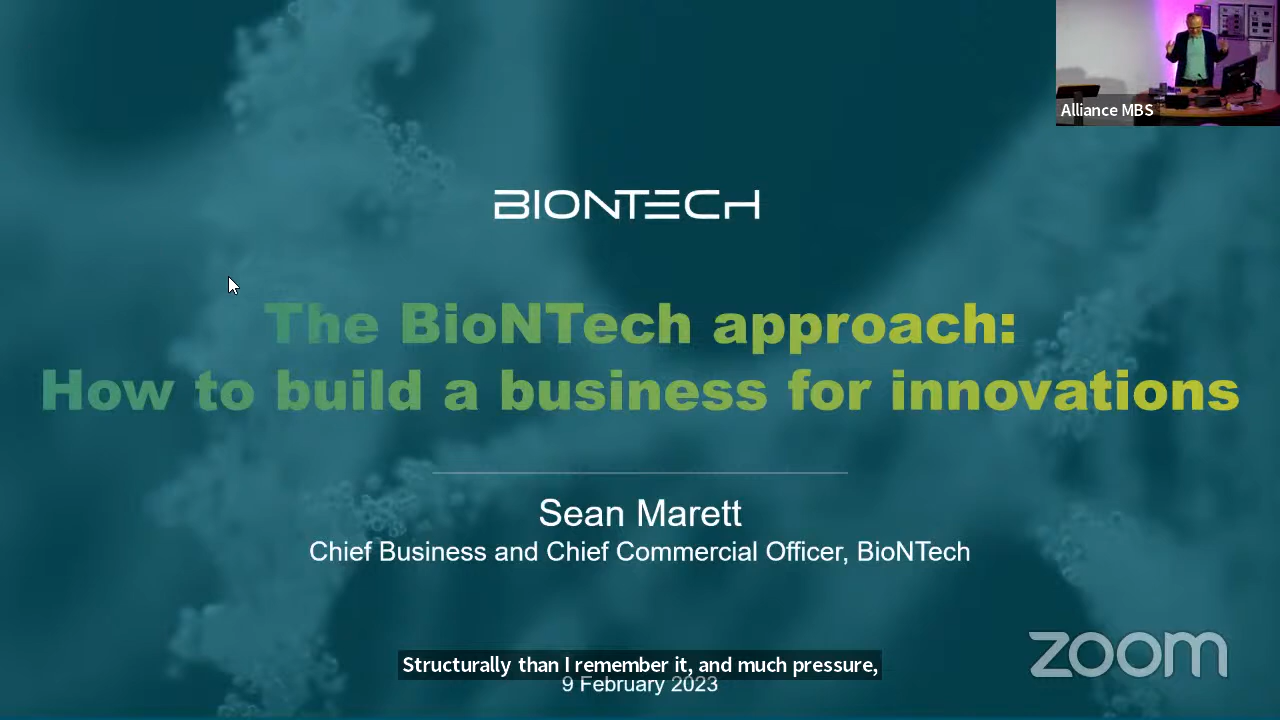 Alliance MBS
BIONTECH
The BioNTech approach:
How to build a business for innovations
Sean Marett
Chief Business and Chief Commercial Officer, BioNTech
Structurally than I remember it, and much pressure,
9 February 2023
zoom